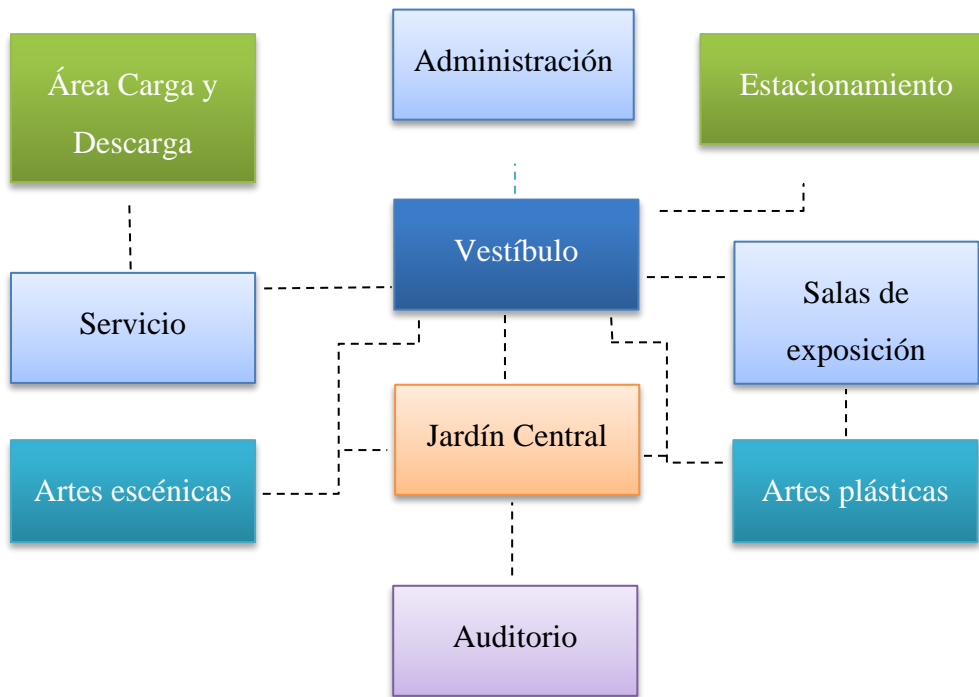 Administración
Área Carga y
Descarga
Estacionamiento
Vestíbulo
Servicio
Salas de
exposición
Jardín Central
Artes escénicas
Artes plásticas
Auditorio